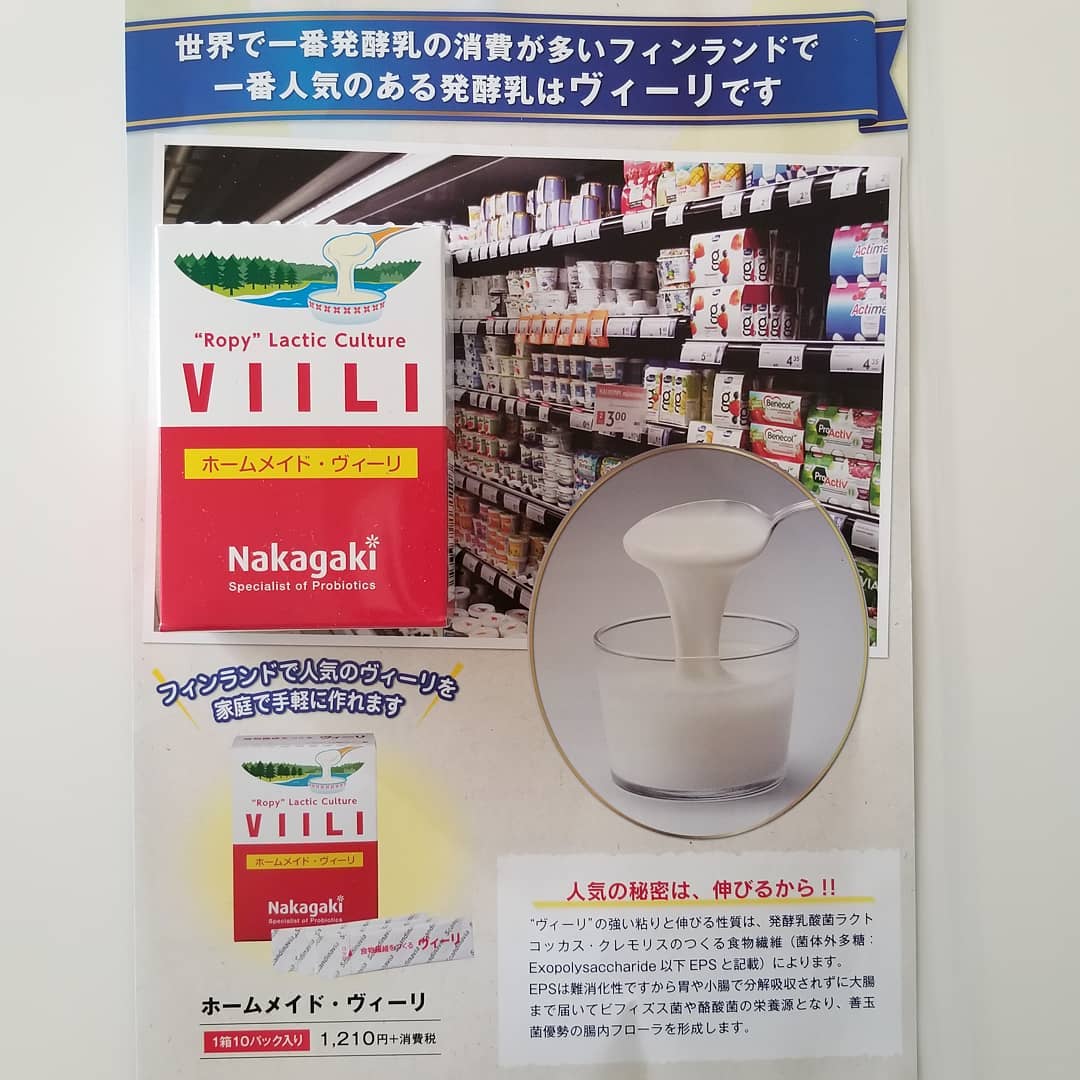 世界で一番発酵乳の消費が多いフィンランドで
一番人気のある発酵乳はヴィーリです
"Ropy" Lactic Culture
VIILI
ホームメイド・ヴィーリ
Nakagaki
Specialist of Probiotics
Actimel
Actimel
Benecol
Benecol
ProActiv
ProActiv
3.00
4.35
4.35
フィンランドで人気のヴィーリを
家庭で手軽に作れます
"Ropy" Lactic Culture
VIILI
ホームメイド・ヴィーリ
Nakagaki
Specialist of Probiotics
食物繊維をつくる ヴィーリ
ホームメイド・ヴィーリ
1箱10パック入り 1,210円+消費税
人気の秘密は、伸びるから!!
"ヴィーリ"の強い粘りと伸びる性質は、発酵乳酸菌ラクト
コッカス・クレモリスのつくる食物繊維（菌体外多糖：
Exopolysaccharide 以下EPSと記載）によります。
EPSは難消化性ですから胃や小腸で分解吸収されずに大腸
まで届いてビフィズス菌や酪酸菌の栄養源となり、善玉
菌優勢の腸内フローラを形成します。